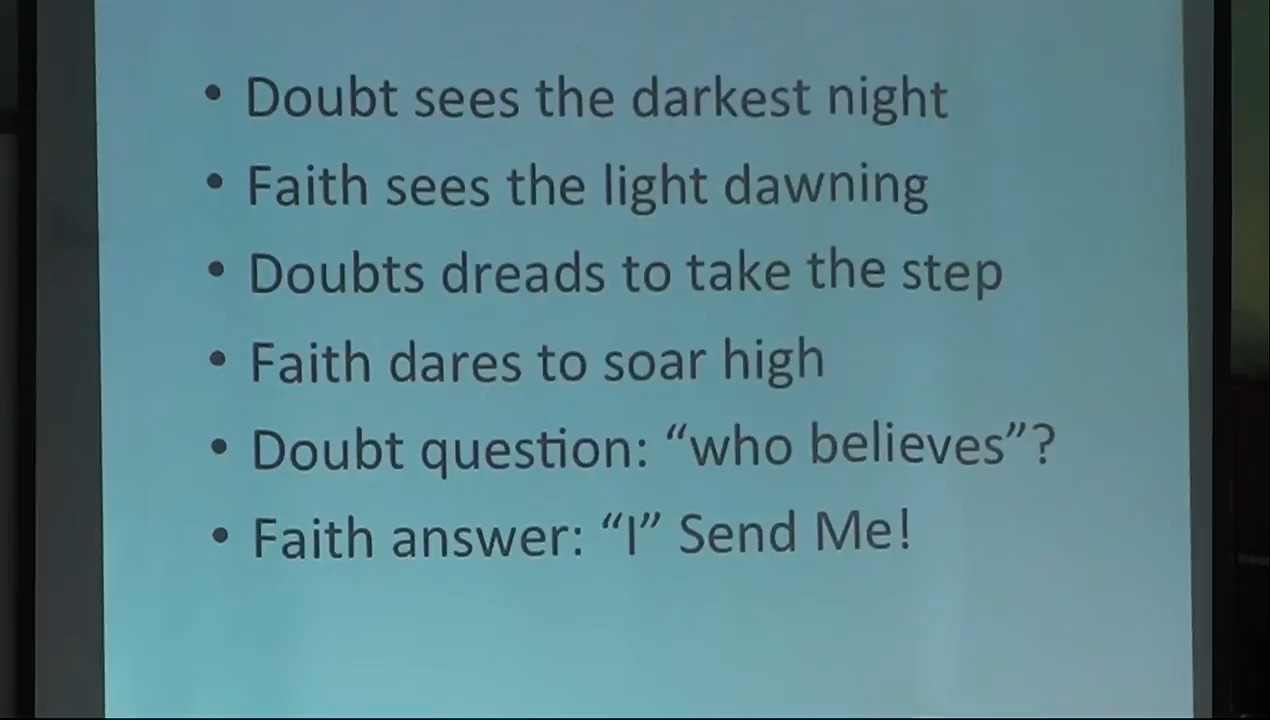 • Doubt sees the darkest night
• Faith sees the light dawning
• Doubts dreads to take the step
• Faith dares to soar high
• Doubt question: “who believes”?
• Faith answer: “I” Send Me!